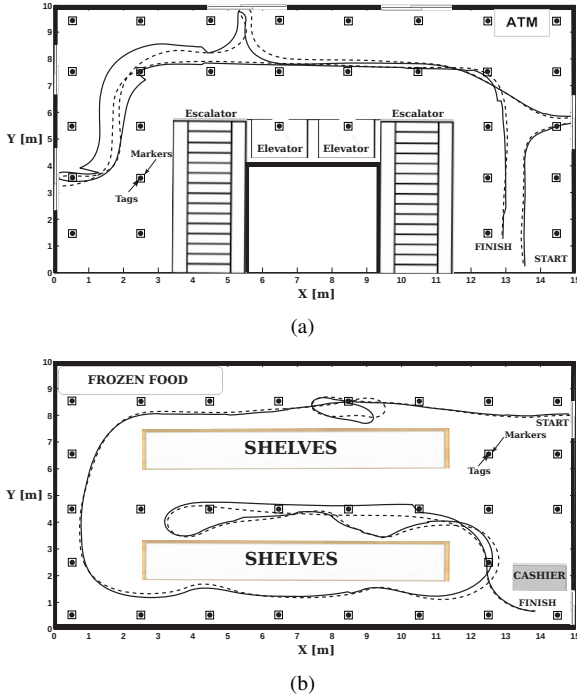 10
9
8
7
6
5
4
3
2
1
0
Y [m]
ATM
Escalator
Escalator
Elevator
Elevator
Markers
Tags
FINISH
START
0 1 2 3 4 5 6 7 8 9 10 11 12 13 14 15
X [m]
(a)
10
9
8
7
6
5
4
3
2
1
0
Y [m]
FROZEN FOOD
START
Markers
SHELVES
Tags
SHELVES
CASHIER
FINISH
0 1 2 3 4 5 6 7 8 9 10 11 12 13 14 15
X [m]
(b)